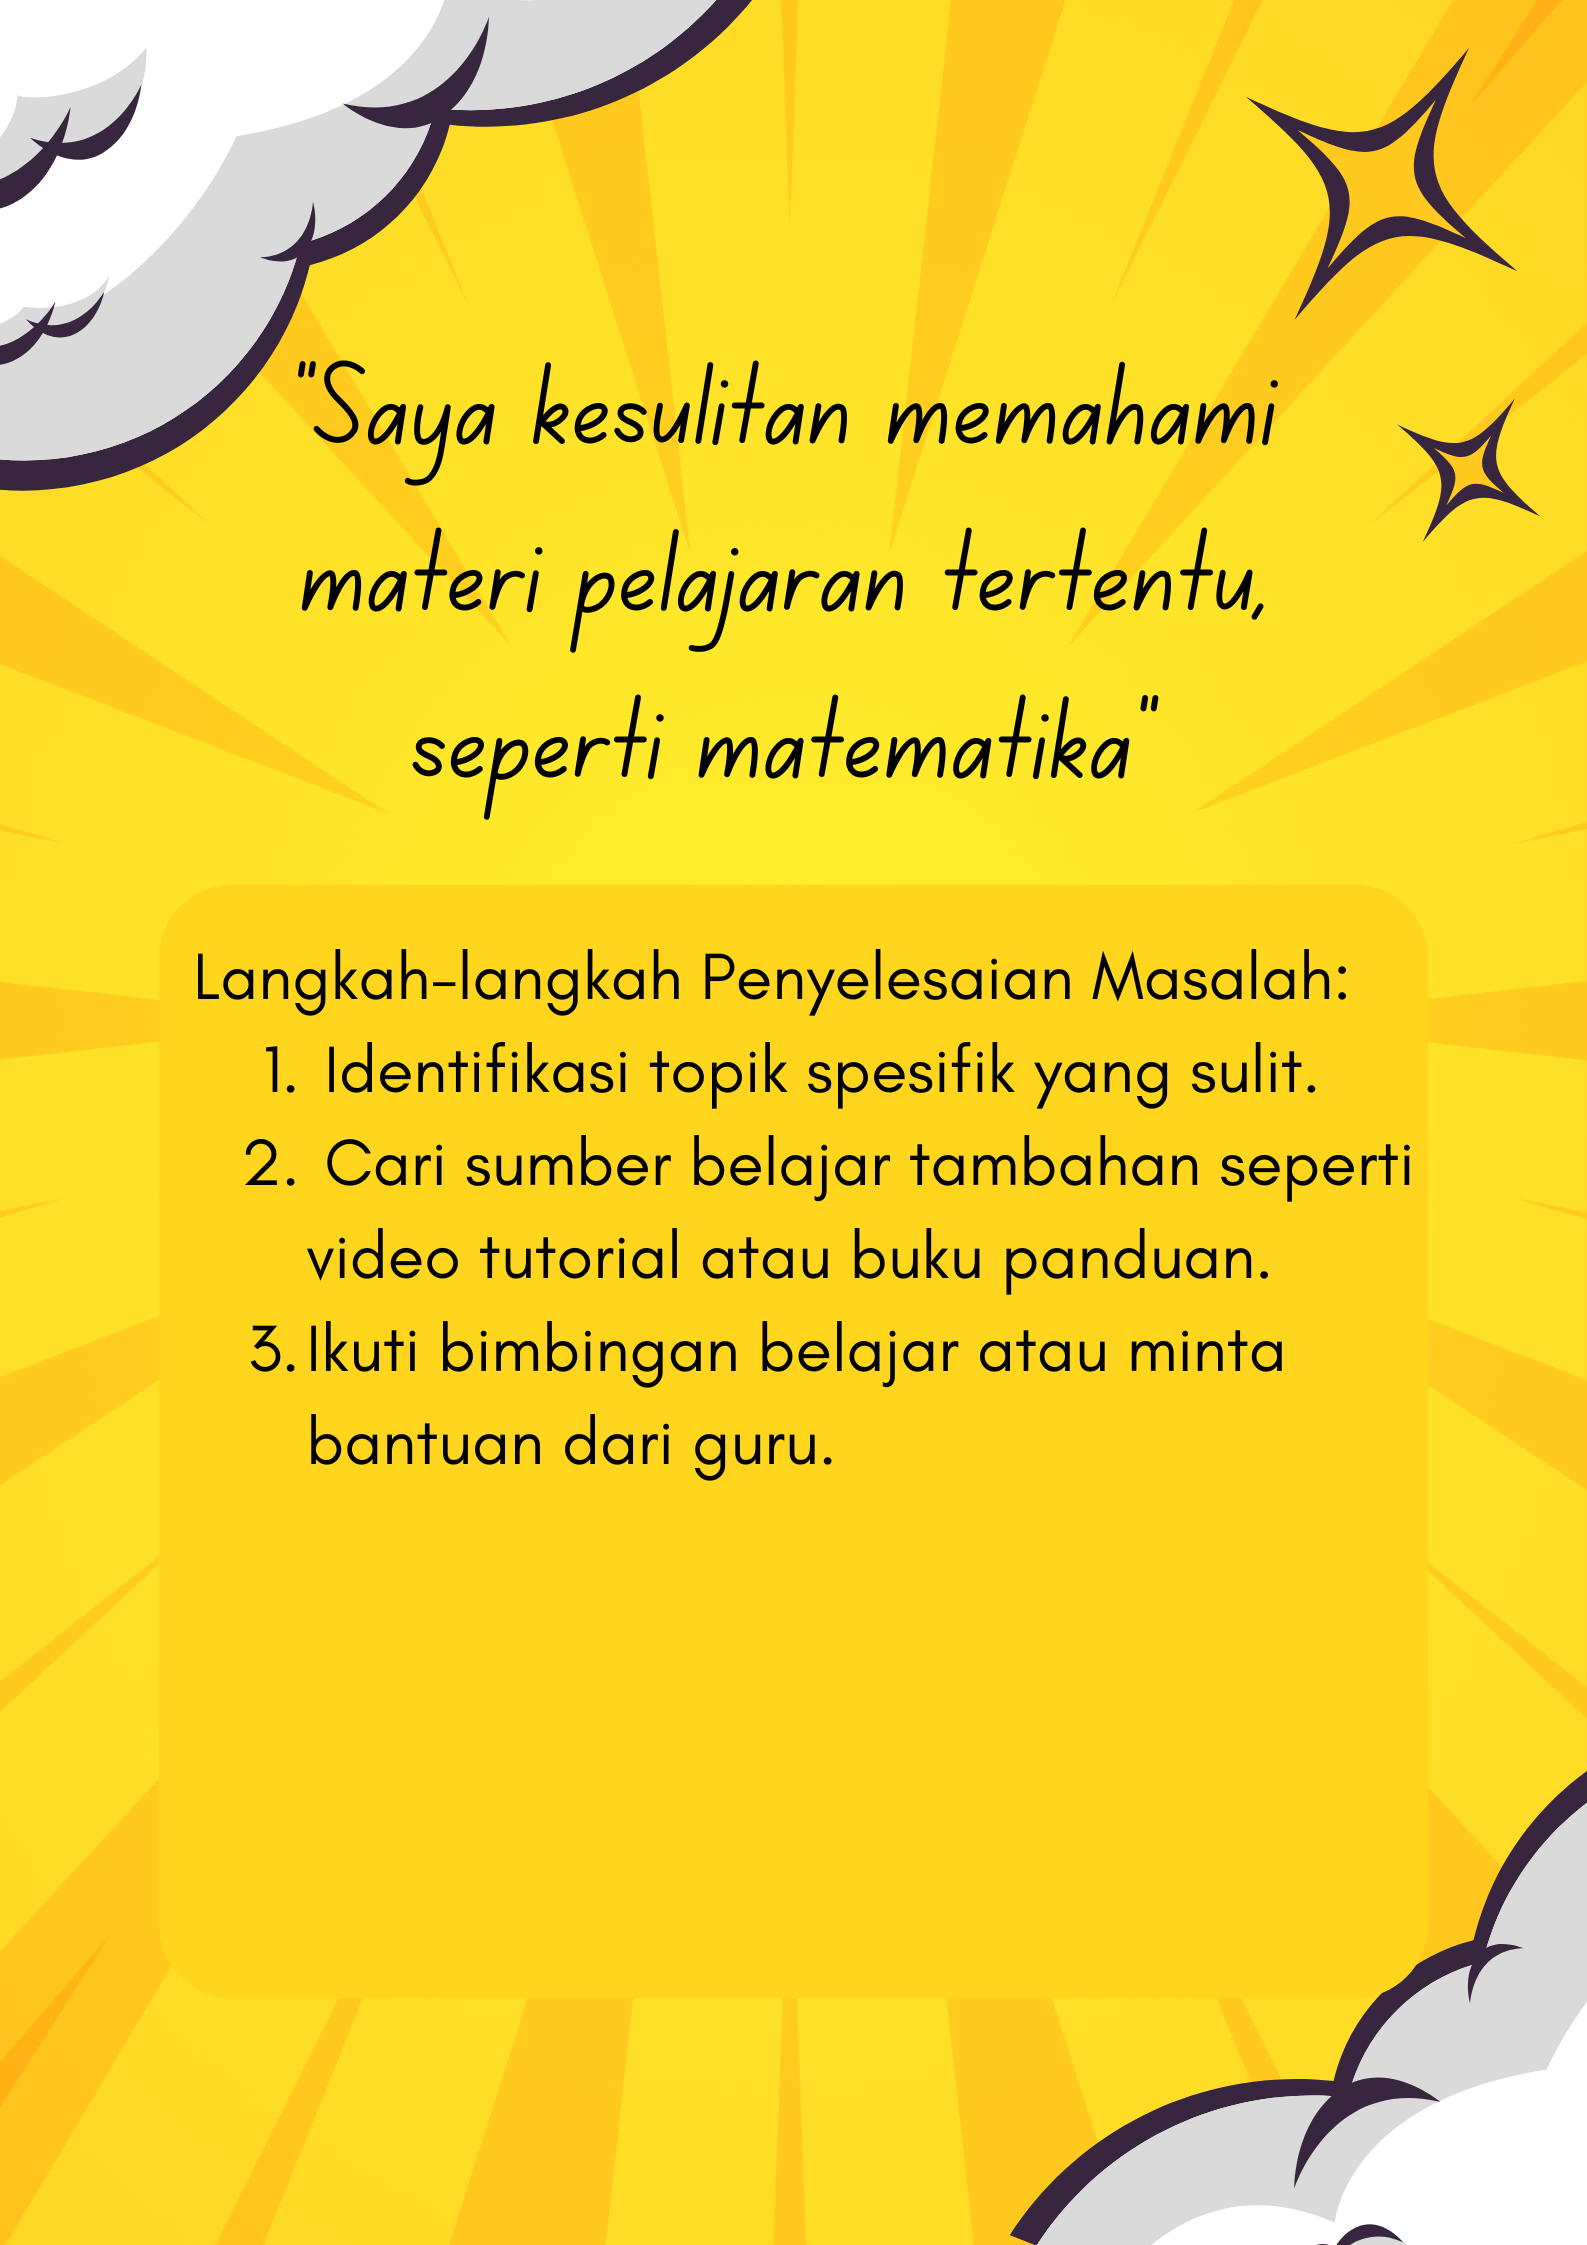 "Saya kesulitan memahami
materi pelajaran tertentu,
seperti matematika"
Langkah-langkah Penyelesaian Masalah:
1. Identifikasi topik spesifik yang sulit.
2. Cari sumber belajar tambahan seperti
video tutorial atau buku panduan.
3. Ikuti bimbingan belajar atau minta
bantuan dari guru.